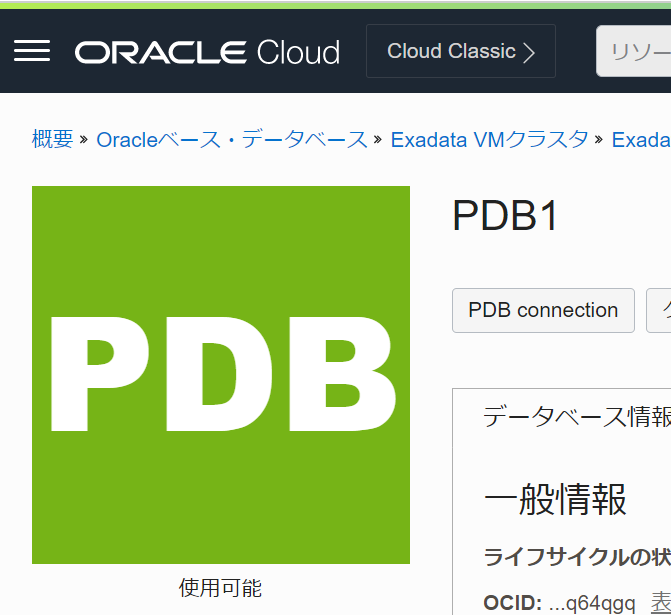 ORACLE Cloud
Cloud Classic
リソー
概要 » Oracleベース・データベース » Exadata VMクラスタ » Exada
PDB
PDB1
PDB connection
データベース情報
一般情報
ライフサイクルの状
OCID: ...q64qgq 表
使用可能